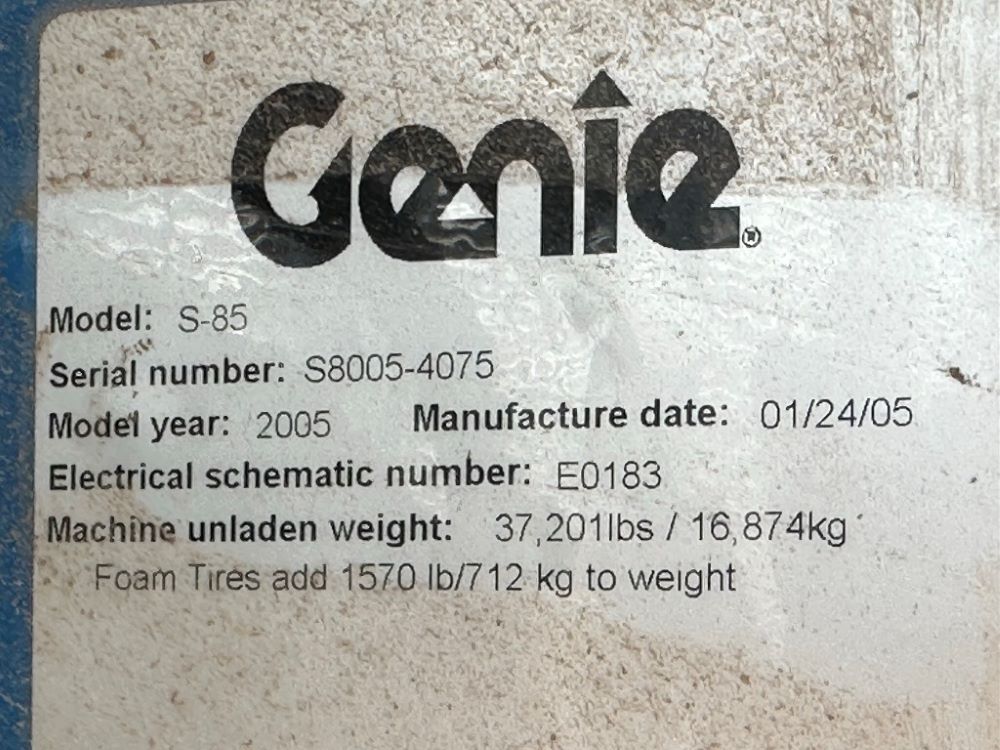 Genie®
Model: S-85
Serial number: S8005-4075
Model year: 2005 Manufacture date: 01/24/05
Electrical schematic number: E0183
Machine unladen weight: 37,201lbs / 16,874kg
Foam Tires add 1570 lb/712 kg to weight